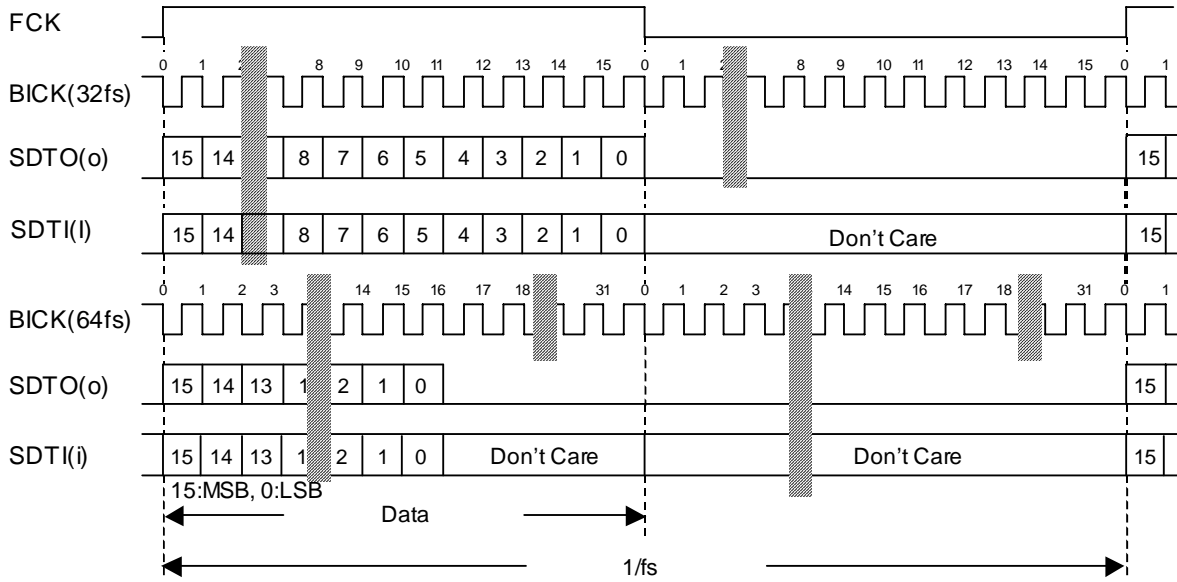 FCK
0 1 2 8 9 10 11 12 13 14 15 0 1 2 8 9 10 11 12 13 14 15 0 1
BICK(32fs)
SDTO(o) 15 14 8 7 6 5 4 3 2 1 0 15
SDTI(I) 15 14 8 7 6 5 4 3 2 1 0 Don't Care 15
0 1 2 3 14 15 16 17 18 31 0 1 2 3 14 15 16 17 18 31 0 1
BICK(64fs)
SDTO(o) 15 14 13 1 2 1 0 15
SDTI(i) 15 14 13 1 2 1 0 Don't Care Don't Care 15
15:MSB, 0:LSB
Data
1/fs